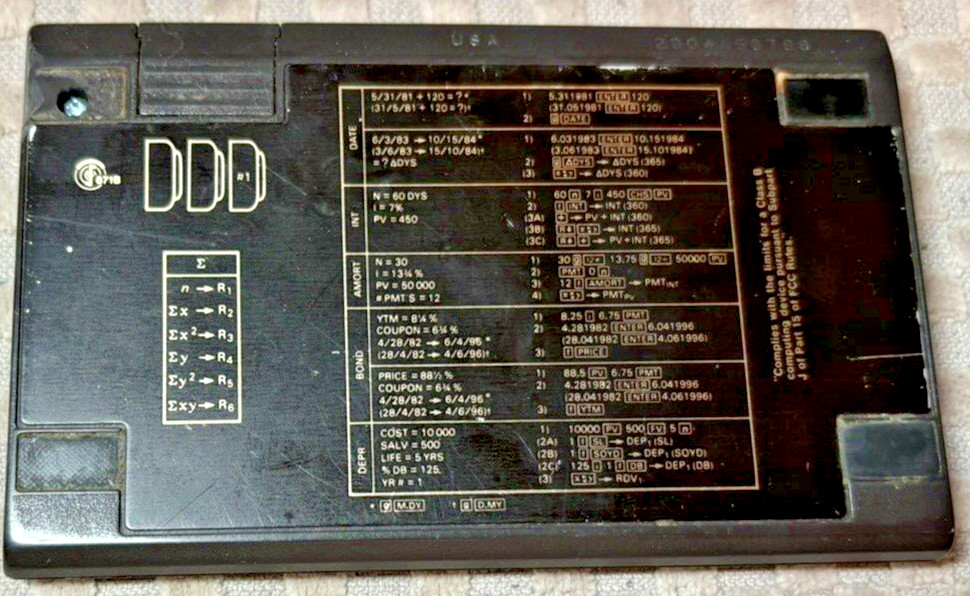 USA
671B
#1
Σ
n → R1
Σx → R2
Σx² → R3
Σy → R4
Σy² → R5
Σxy → R6
DATE
5/31/81 + 120 = ?*
(31/5/81 + 120 = ?)†
1) 5.311981 ENTER 120
(31.051981 ENTER 120)
2) g DATE
6/3/83 → 10/15/84*
(3/6/83 → 15/10/84)†
= ? ΔDYS
1) 6.031983 ENTER 10.151984
(3.061983 ENTER 15.101984)
2) g ΔDYS → ΔDYS (365)
(3) x≷y → ΔDYS (360)
INT
N = 60 DYS
I = 7%
PV = 450
1) 60 n 7 i 450 CHS PV
2) f INT → INT (360)
(3A) + → PV + INT (360)
(3B) R↓ x≷y → INT (365)
(3C) R↓ + → PV + INT (365)
AMORT
N = 30
I = 13¾ %
PV = 50 000
# PMT'S = 12
1) 30 g 12× 13.75 g 12÷ 50000 PV
2) PMT 0 n
3) 12 f AMORT → PMT INT
4) x≷y → PMT PV
BOND
YTM = 8¼ %
COUPON = 6¾ %
4/28/82 → 6/4/96*
(28/4/82 → 4/6/96)†
1) 8.25 i 6.75 PMT
2) 4.281982 ENTER 6.041996
(28.041982 ENTER 4.061996)
3) f PRICE
PRICE = 88½ %
COUPON = 6¾ %
4/28/82 → 6/4/96*
(28/4/82 → 4/6/96)†
1) 88.5 PV 6.75 PMT
2) 4.281982 ENTER 6.041996
(28.041982 ENTER 4.061996)
3) f YTM
DEPR
COST = 10 000
SALV = 500
LIFE = 5 YRS
% DB = 125.
YR # = 1
1) 10000 PV 500 FV 5 n
(2A) 1 f SL → DEP1 (SL)
(2B) 1 f SOYD → DEP1 (SOYD)
(2C) 125 i 1 f DB → DEP1 (DB)
(3) x≷y → RDV1
* g M.DY † g D.MY
"Complies with the limits for a Class B
computing device pursuant to Subpart
J of Part 15 of FCC Rules."